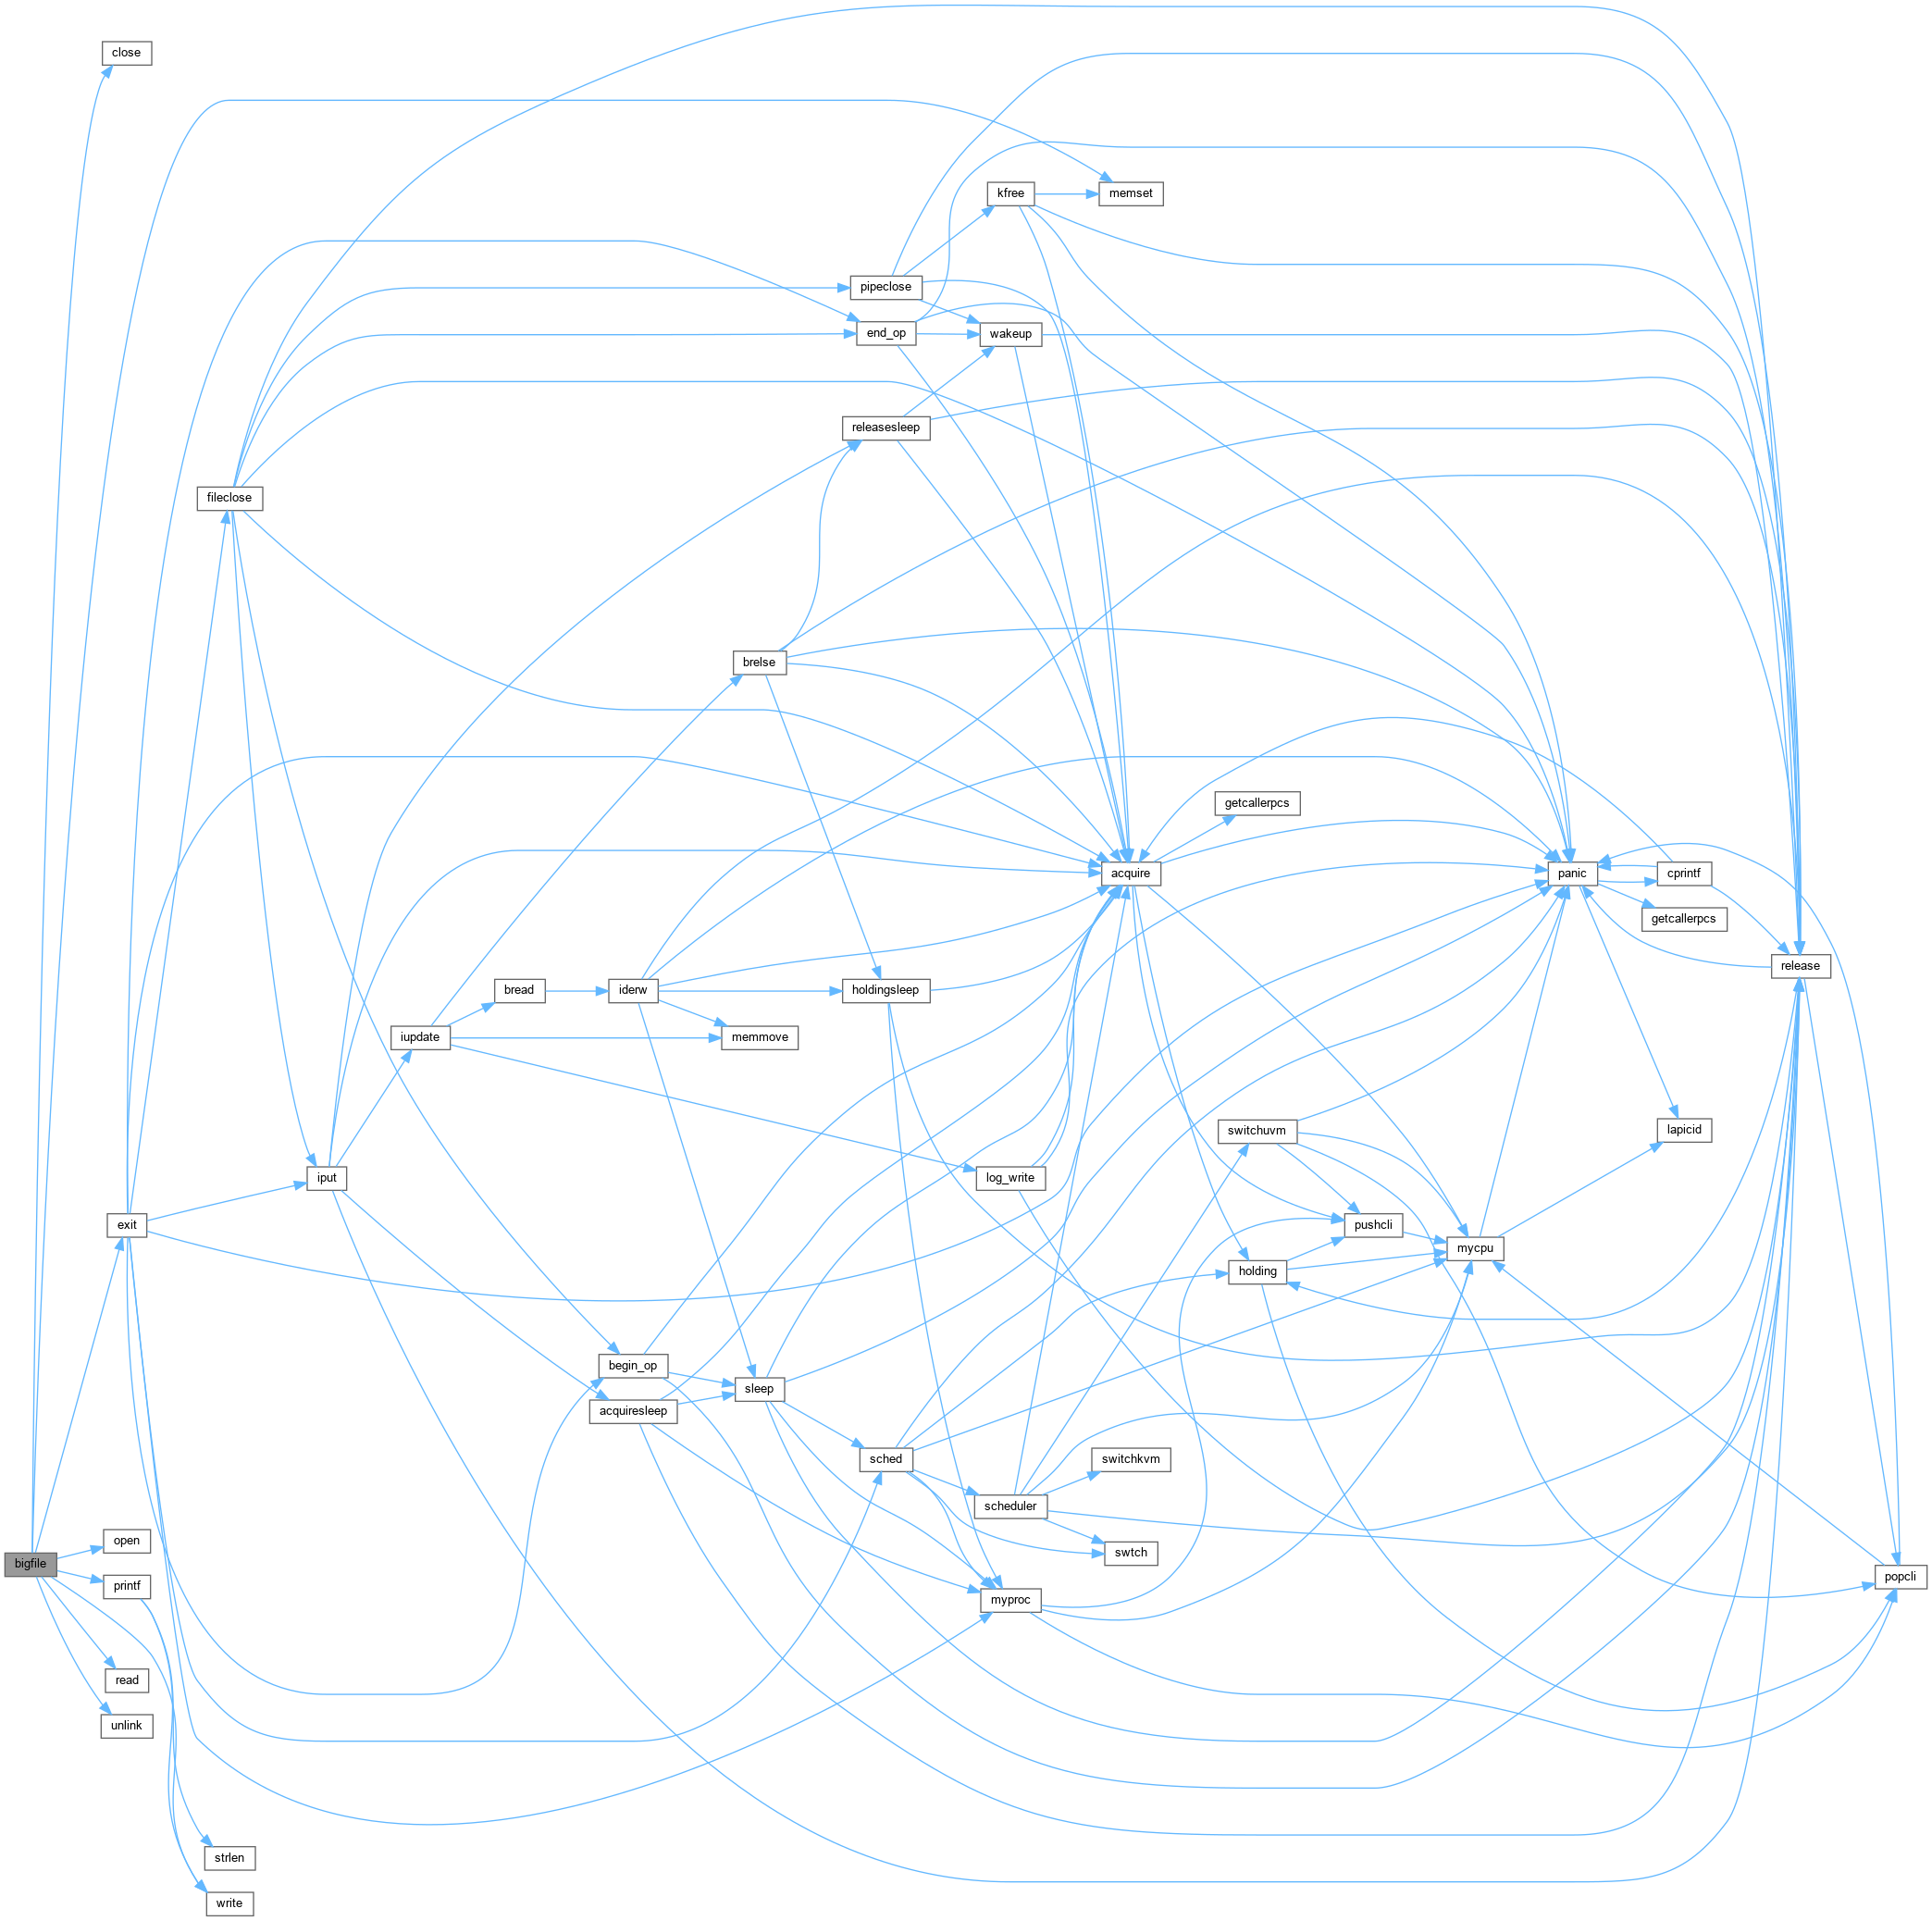 close
memset
kfree
pipeclose
end_op
wakeup
releasesleep
fileclose
brelse
getcallerpcs
acquire
panic
cprintf
getcallerpcs
release
bread
iderw
holdingsleep
iupdate
memmove
lapicid
switchuvm
iput
log_write
exit
pushcli
mycpu
holding
begin_op
sleep
acquiresleep
sched
switchkvm
scheduler
open
swtch
bigfile
popcli
printf
myproc
read
unlink
strlen
write